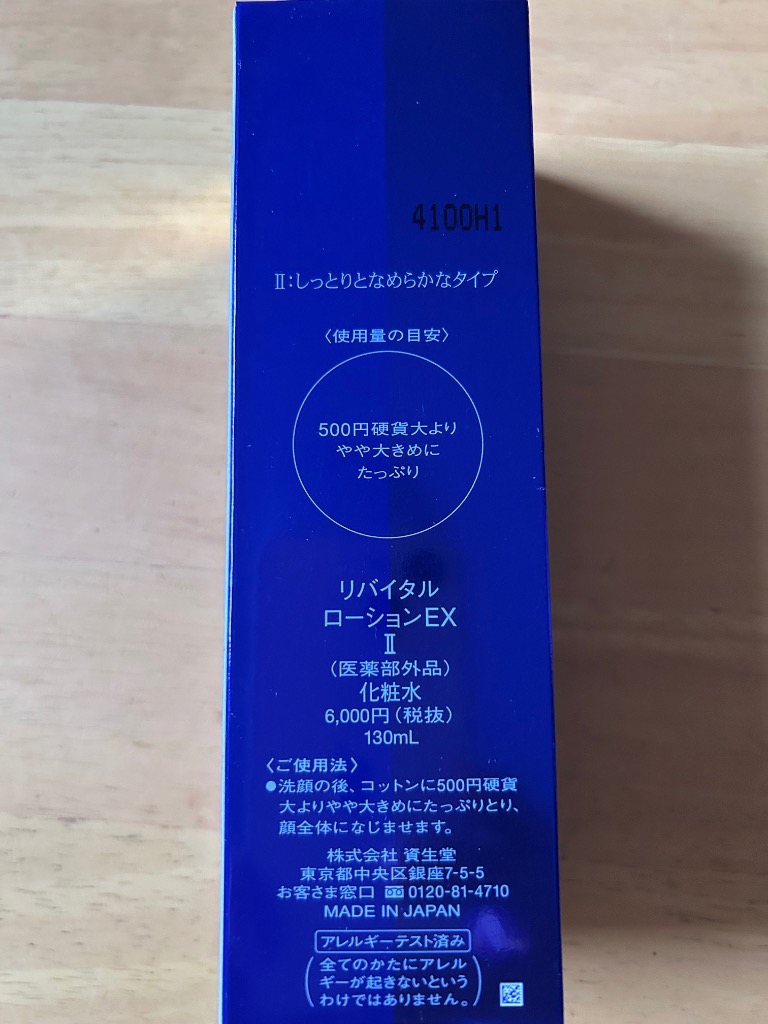 4100H1
Ⅱ:しっとりとなめらかなタイプ
〈使用量の目安〉
500円硬貨大より
やや大きめに
たっぷり
リバイタル
ローションEX
Ⅱ
(医薬部外品)
化粧水
6,000円(税抜)
130mL
〈ご使用法〉
●洗顔の後、コットンに500円硬貨
大よりやや大きめにたっぷりとり、
顔全体になじませます。
株式会社 資生堂
東京都中央区銀座7-5-5
お客さま窓口 0120-81-4710
MADE IN JAPAN
アレルギーテスト済み
(全てのかたにアレル
ギーが起きないという
わけではありません。)